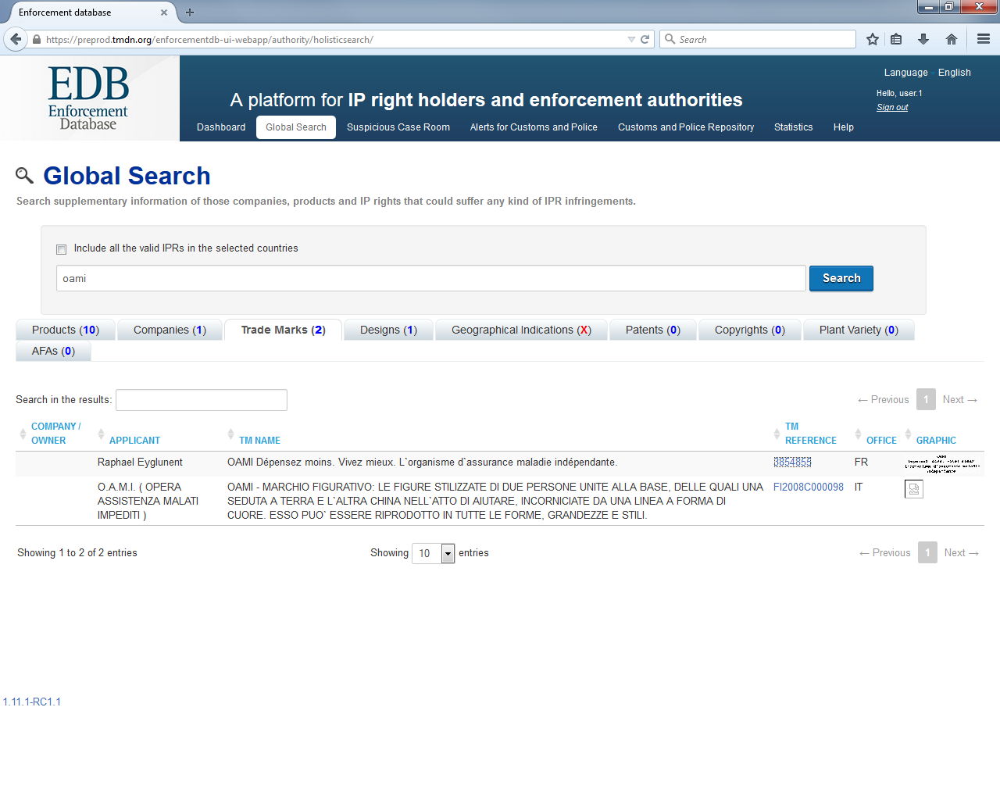 Enforcement database
https://preprod.tmdn.org/enforcementdb-ui-webapp/authority/holisticsearch/
Search
EDB
Enforcement
Database
Language English
A platform for IP right holders and enforcement authorities
Hello, user.1
Sign out
Dashboard Global Search Suspicious Case Room Alerts for Customs and Police Customs and Police Repository Statistics Help
Global Search
Search supplementary information of those companies, products and IP rights that could suffer any kind of IPR infringements.
Include all the valid IPRs in the selected countries
oami Search
Products (10) Companies (1) Trade Marks (2) Designs (1) Geographical Indications (X) Patents (0) Copyrights (0) Plant Variety (0)
AFAs (0)
Search in the results: ← Previous 1 Next →
COMPANY / OWNER APPLICANT TM NAME TM REFERENCE OFFICE GRAPHIC
Raphael Eyglunent OAMI Dépensez moins. Vivez mieux. L`organisme d`assurance maladie indépendante. 3854855 FR
O.A.M.I. ( OPERA OAMI - MARCHIO FIGURATIVO: LE FIGURE STILIZZATE DI DUE PERSONE UNITE ALLA BASE, DELLE QUALI UNA FI2008C000098 IT
ASSISTENZA MALATI SEDUTA A TERRA E L`ALTRA CHINA NELL`ATTO DI AIUTARE, INCORNICIATE DA UNA LINEA A FORMA DI
IMPEDITI ) CUORE. ESSO PUO` ESSERE RIPRODOTTO IN TUTTE LE FORME, GRANDEZZE E STILI.
Showing 1 to 2 of 2 entries Showing 10 entries ← Previous 1 Next →
1.11.1-RC1.1